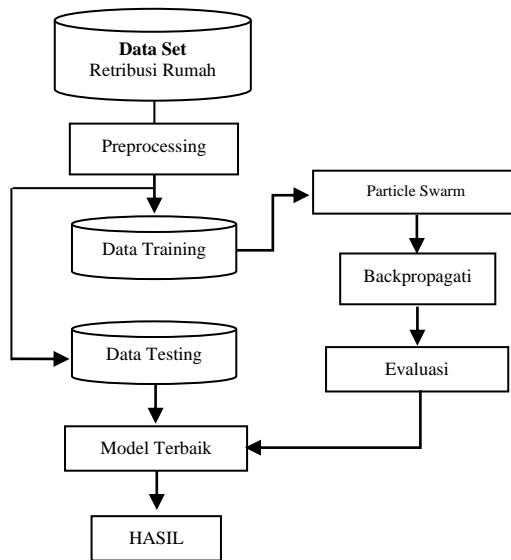 Data Set
Retribusi Rumah
Preprocessing
Data Training
Particle Swarm
Backpropagati
Data Testing
Evaluasi
Model Terbaik
HASIL